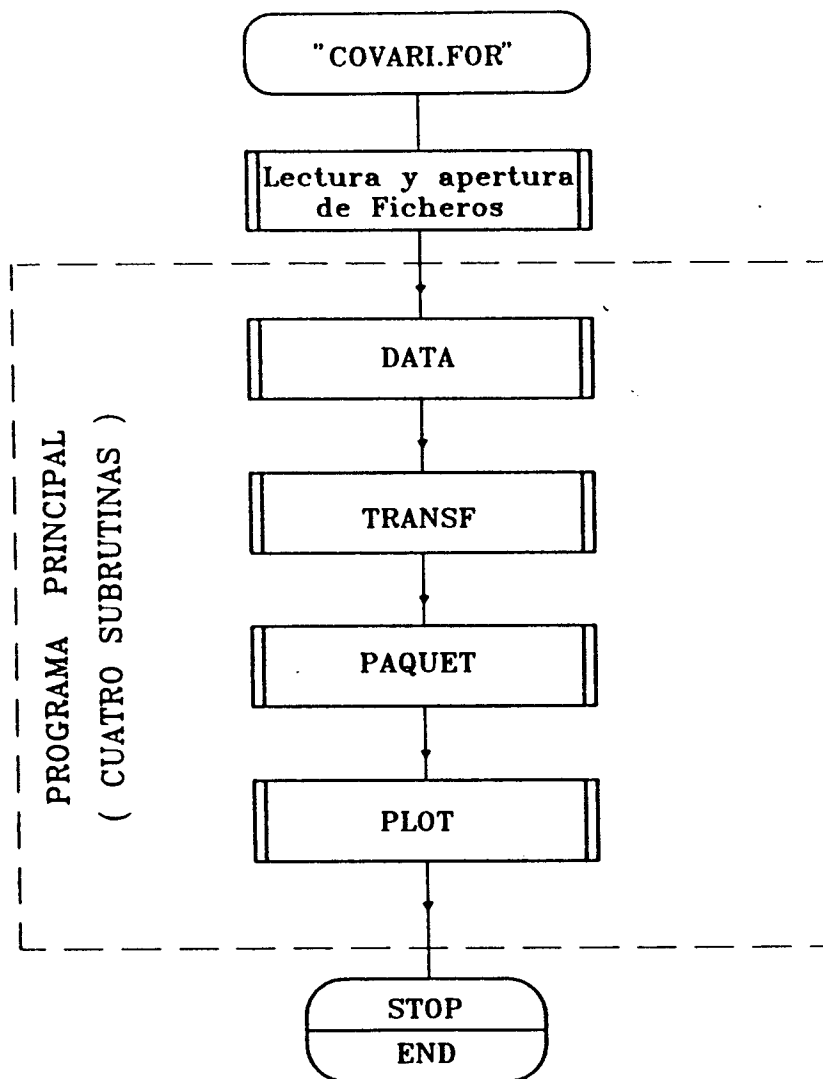 "COVARI.FOR"
Lectura y apertura
de Ficheros
PROGRAMA PRINCIPAL
( CUATRO SUBRUTINAS )
DATA
TRANSF
PAQUET
PLOT
STOP
END